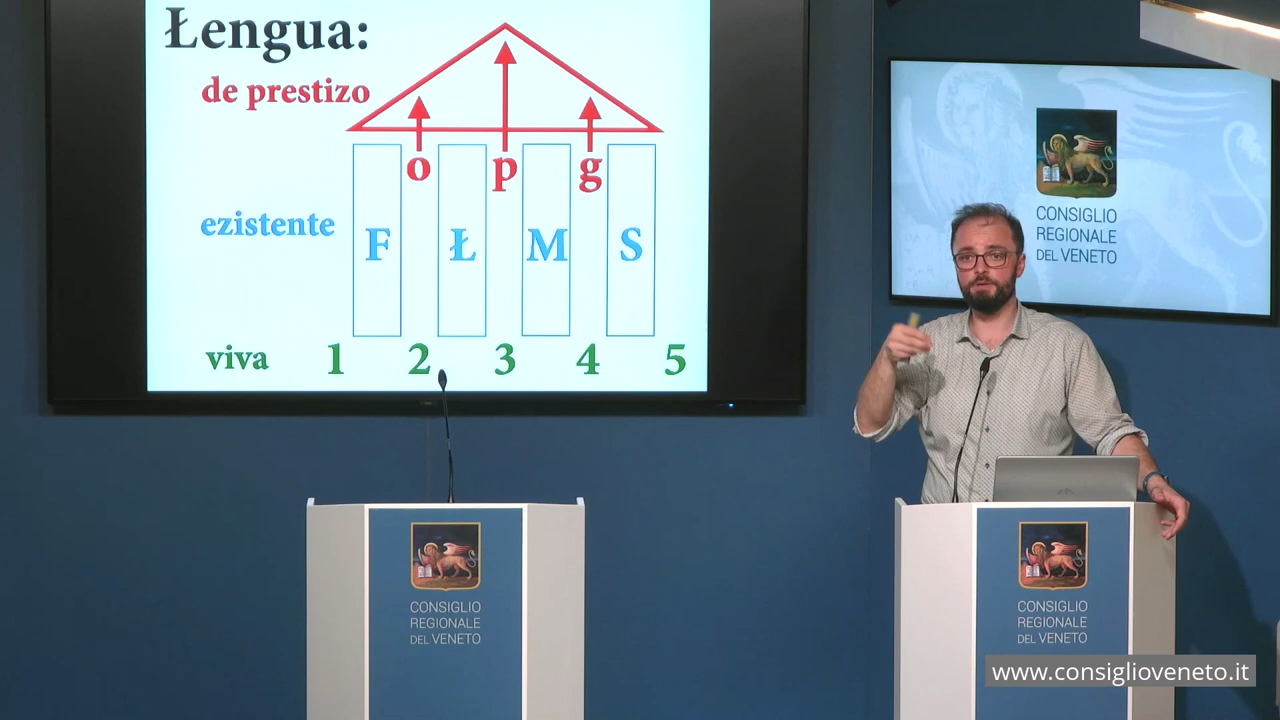 Łengua:
de prestizo
o p g
ezistente
F Ł M S
viva 1 2 3 4 5
CONSIGLIO
REGIONALE
DEL VENETO
CONSIGLIO
REGIONALE
DEL VENETO
CONSIGLIO
REGIONALE
DEL VENETO
www.consiglioveneto.it